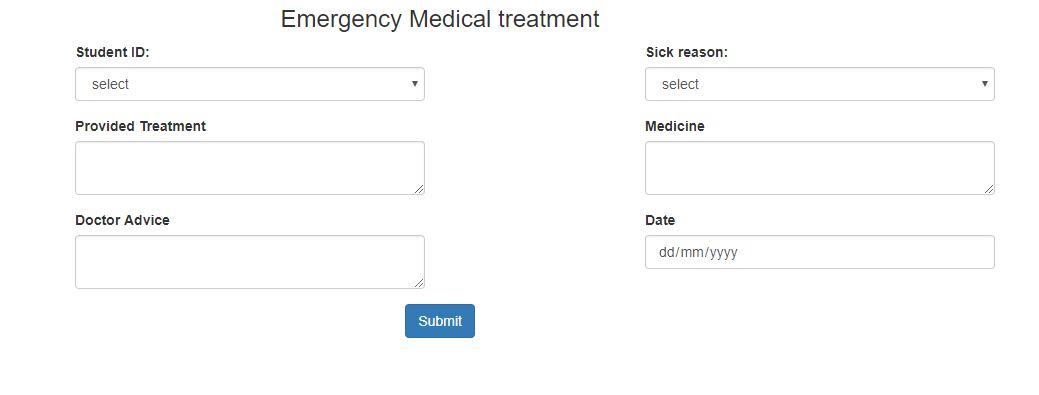 Emergency Medical treatment
Student ID:
Sick reason:
select
select
Provided Treatment
Medicine
Doctor Advice
Date
dd/mm/yyyy
Submit